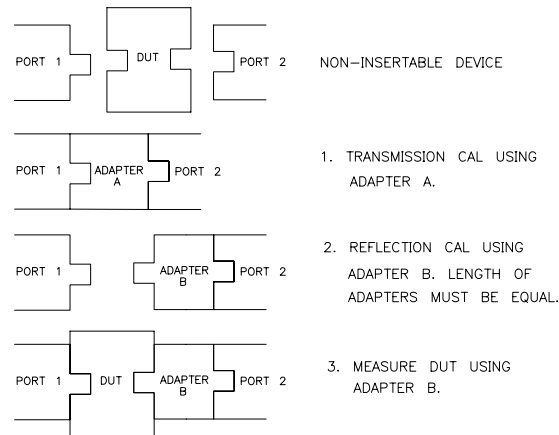 PORT 1 DUT PORT 2 NON-INSERTABLE DEVICE
PORT 1 ADAPTER A PORT 2
1. TRANSMISSION CAL USING
ADAPTER A.
PORT 1 ADAPTER B PORT 2
2. REFLECTION CAL USING
ADAPTER B. LENGTH OF
ADAPTERS MUST BE EQUAL.
PORT 1 DUT ADAPTER B PORT 2
3. MEASURE DUT USING
ADAPTER B.